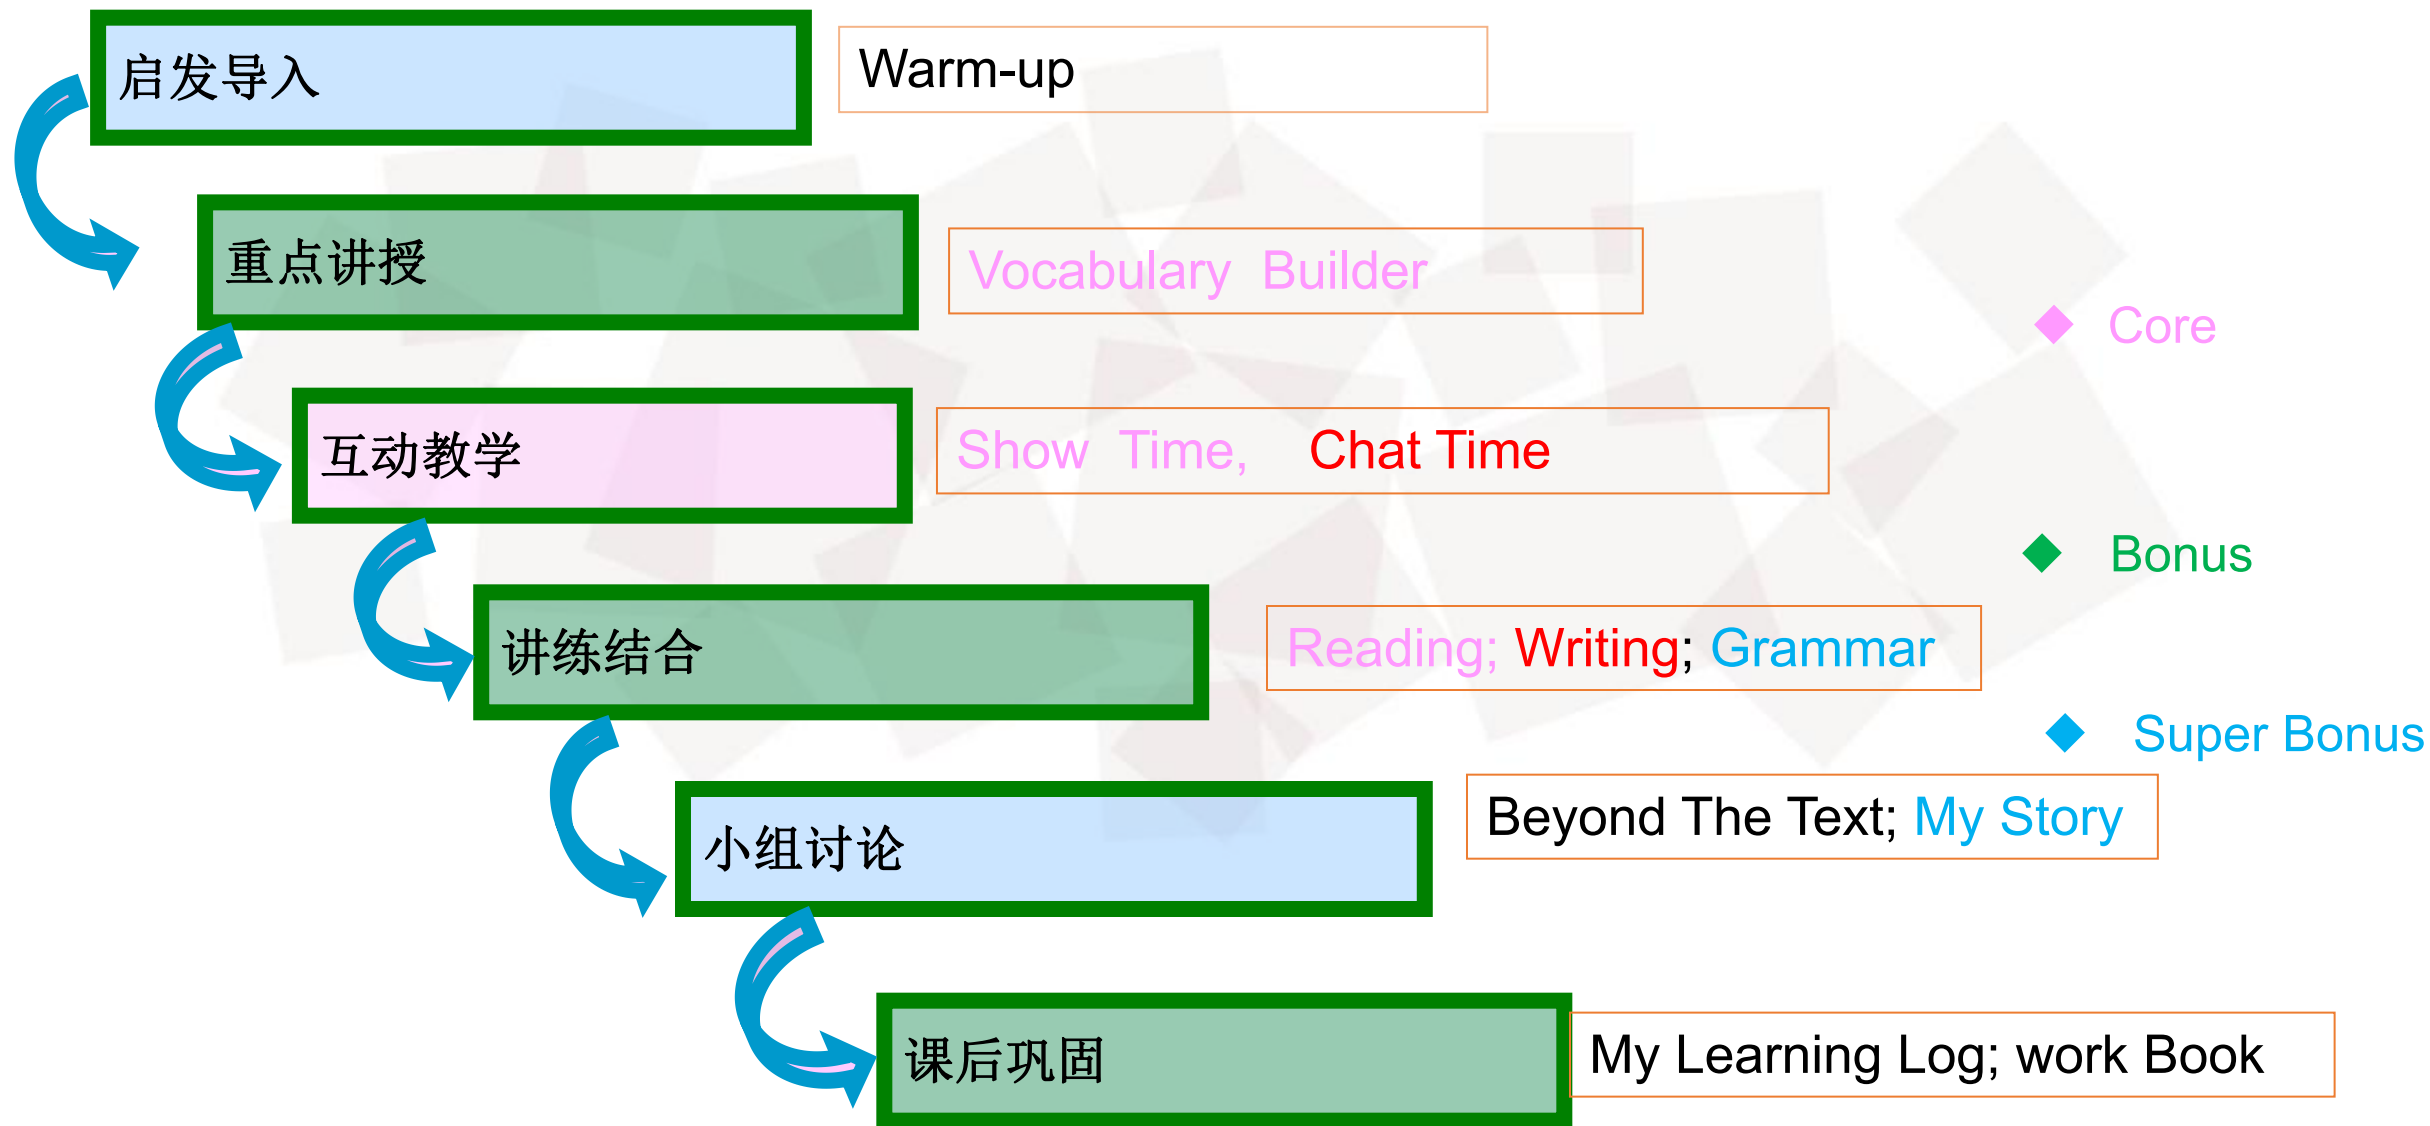 启发导入
Warm-up
重点讲授
Vocabulary Builder
Core
互动教学
Show Time, Chat Time
Bonus
讲练结合
Reading; Writing; Grammar
Super Bonus
小组讨论
Beyond The Text; My Story
课后巩固
My Learning Log; work Book